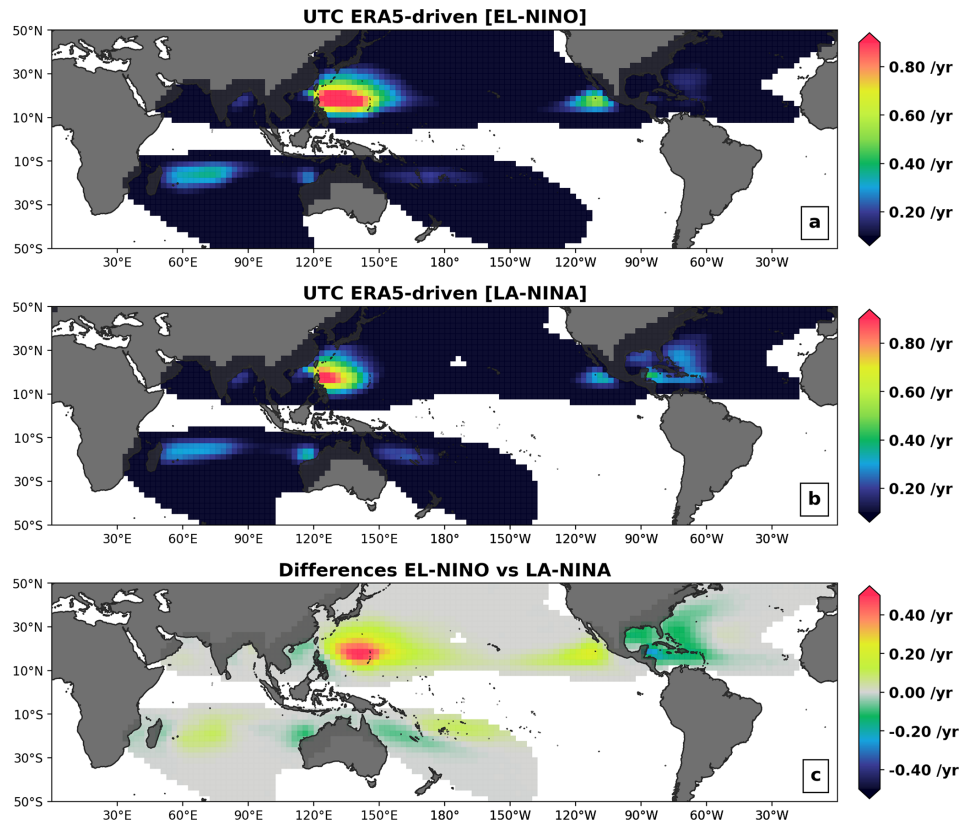 UTC ERA5-driven [EL-NINO]
50°N
30°N
10°N
10°S
30°S
50°S
30°E 60°E 90°E 120°E 150°E 180° 150°W 120°W 90°W 60°W 30°W
a
0.80 /yr
0.60 /yr
0.40 /yr
0.20 /yr
UTC ERA5-driven [LA-NINA]
50°N
30°N
10°N
10°S
30°S
50°S
30°E 60°E 90°E 120°E 150°E 180° 150°W 120°W 90°W 60°W 30°W
b
0.80 /yr
0.60 /yr
0.40 /yr
0.20 /yr
Differences EL-NINO vs LA-NINA
50°N
30°N
10°N
10°S
30°S
50°S
30°E 60°E 90°E 120°E 150°E 180° 150°W 120°W 90°W 60°W 30°W
c
0.40 /yr
0.20 /yr
0.00 /yr
-0.20 /yr
-0.40 /yr